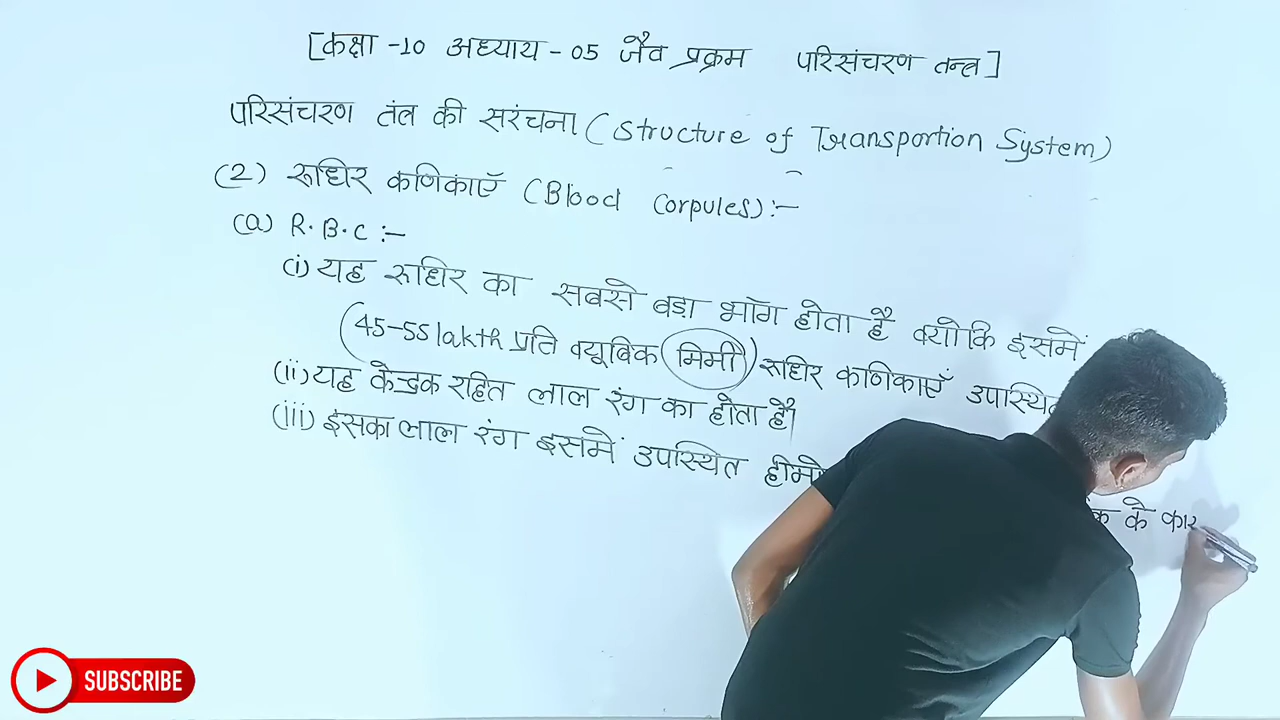 [कक्षा -10 अध्याय - 05 जैव प्रक्रम परिसंचरण तन्त्र]
परिसंचरण तंत्र की सरंचना (Structure of Transportion System)
(2) रूधिर कणिकाएँ (Blood Corpules):-
(a) R.B.C:-
(i) यह रूधिर का सबसे बड़ा भाग होता है क्योकि इसमें
(45-55 lakth प्रति क्यूबिक (मिमी)) रूधिर कणिकाएँ उपस्थित
(ii) यह केन्द्रक रहित लाल रंग का होता है।
(iii) इसका लाल रंग इसमें उपस्थित के कार
SUBSCRIBE